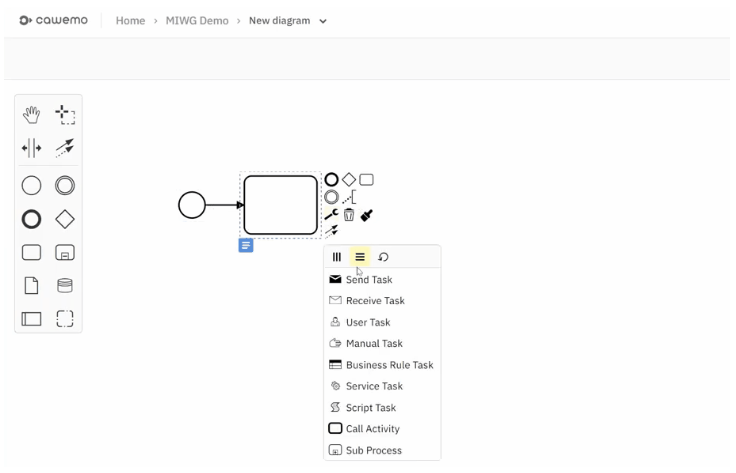 cawemo Home > MIWG Demo > New diagram
Send Task
Receive Task
User Task
Manual Task
Business Rule Task
Service Task
Script Task
Call Activity
Sub Process